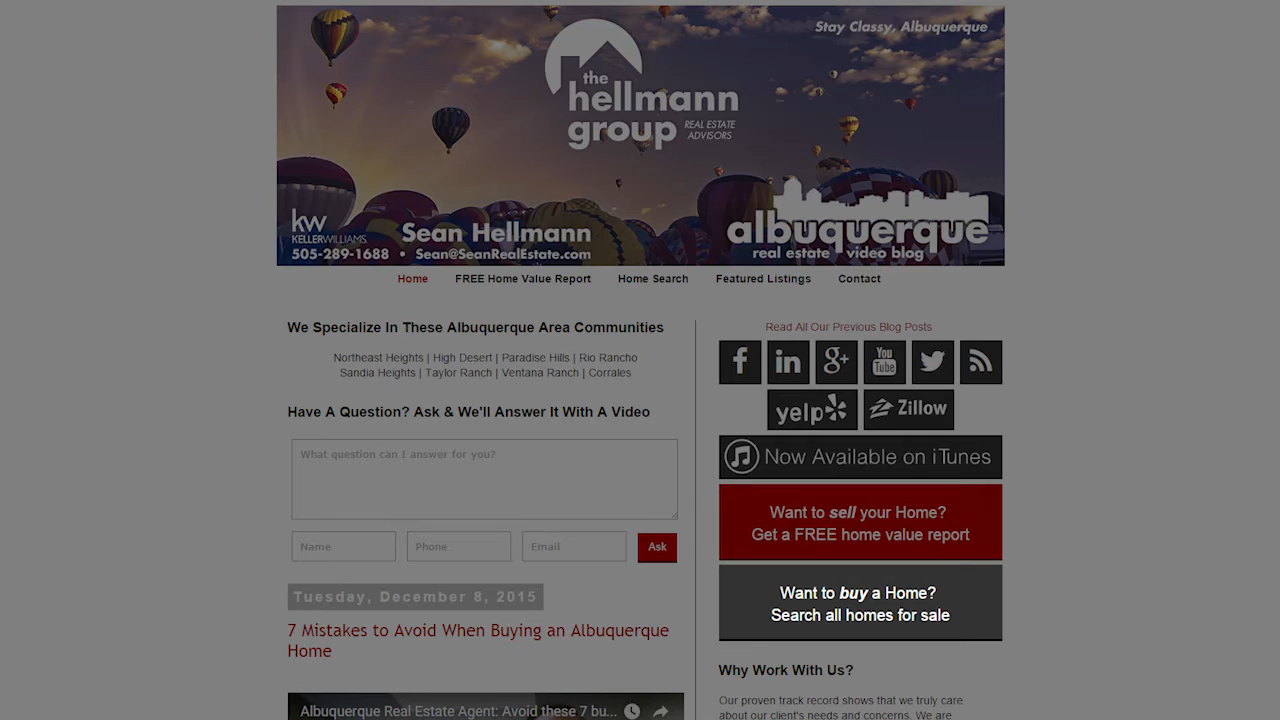 Stay Classy, Albuquerque
the
hellmann
group REAL ESTATE
ADVISORS
kw
KELLERWILLIAMS.
Sean Hellmann
505-289-1688 • Sean@SeanRealEstate.com
albuquerque
real estate video blog
Home FREE Home Value Report Home Search Featured Listings Contact
We Specialize In These Albuquerque Area Communities
Northeast Heights | High Desert | Paradise Hills | Rio Rancho
Sandia Heights | Taylor Ranch | Ventana Ranch | Corrales
Have A Question? Ask & We'll Answer It With A Video
What question can I answer for you?
Name Phone Email Ask
Tuesday, December 8, 2015
7 Mistakes to Avoid When Buying an Albuquerque
Home
Albuquerque Real Estate Agent: Avoid these 7 bu...
Read All Our Previous Blog Posts
f in g+ You Tube
yelp Zillow
Now Available on iTunes
Want to sell your Home?
Get a FREE home value report
Want to buy a Home?
Search all homes for sale
Why Work With Us?
Our proven track record shows that we truly care
about our client's needs and concerns. We are